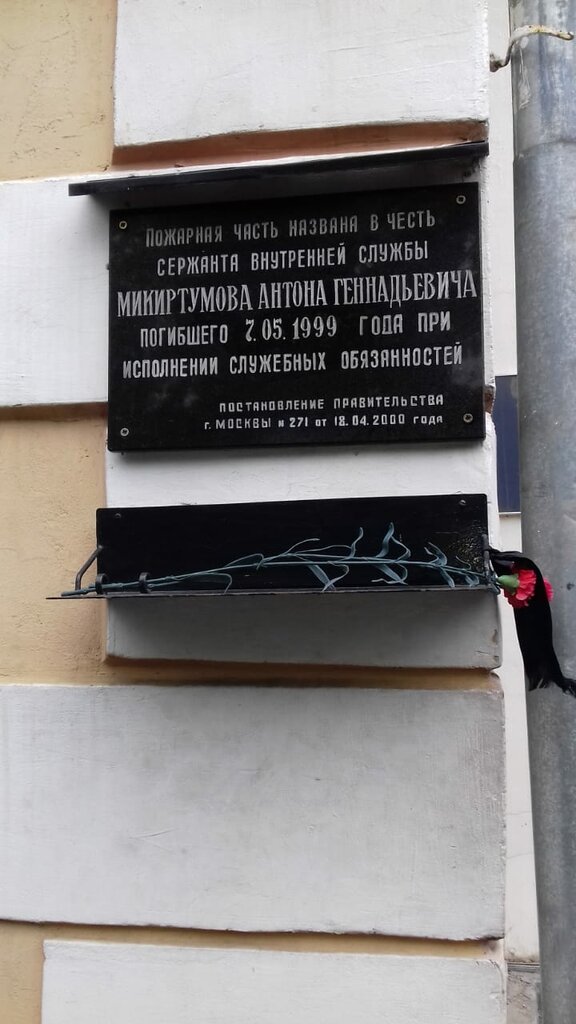 ПОЖАРНАЯ ЧАСТЬ НАЗВАНА В ЧЕСТЬ
СЕРЖАНТА ВНУТРЕННЕЙ СЛУЖБЫ
МИКИРТУМОВА АНТОНА ГЕННАДЬЕВИЧА
ПОГИБШЕГО 7.05.1999 ГОДА ПРИ
ИСПОЛНЕНИИ СЛУЖЕБНЫХ ОБЯЗАННОСТЕЙ
ПОСТАНОВЛЕНИЕ ПРАВИТЕЛЬСТВА
г. МОСКВЫ N 271 от 18.04.2000 года